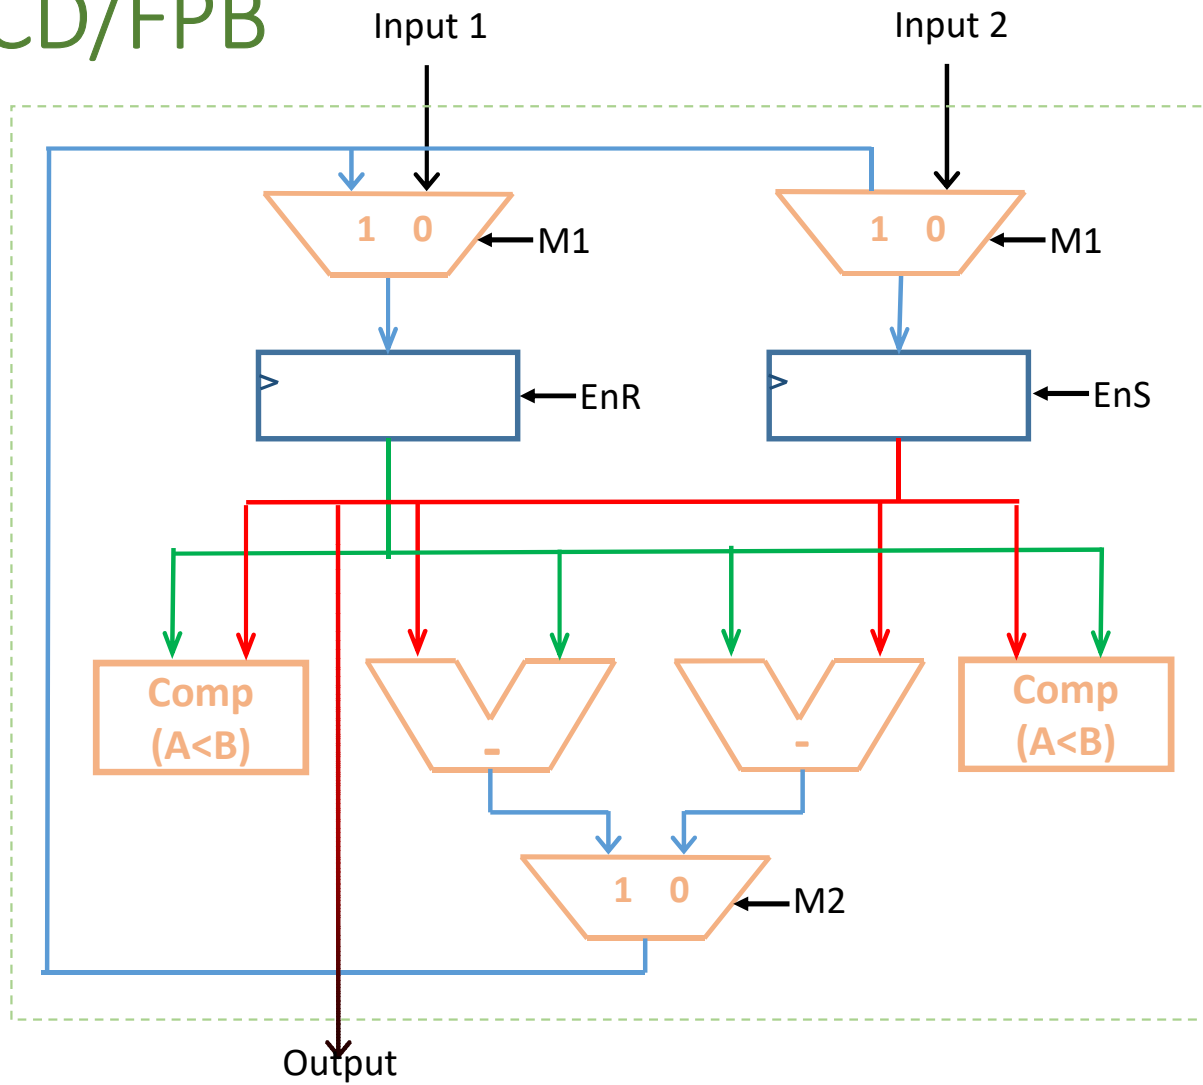 CD/FPB
Input 1
Input 2
1 0
M1
1 0
M1
>
EnR
>
EnS
Comp
(A<B)
-
-
Comp
(A<B)
1 0
M2
Output